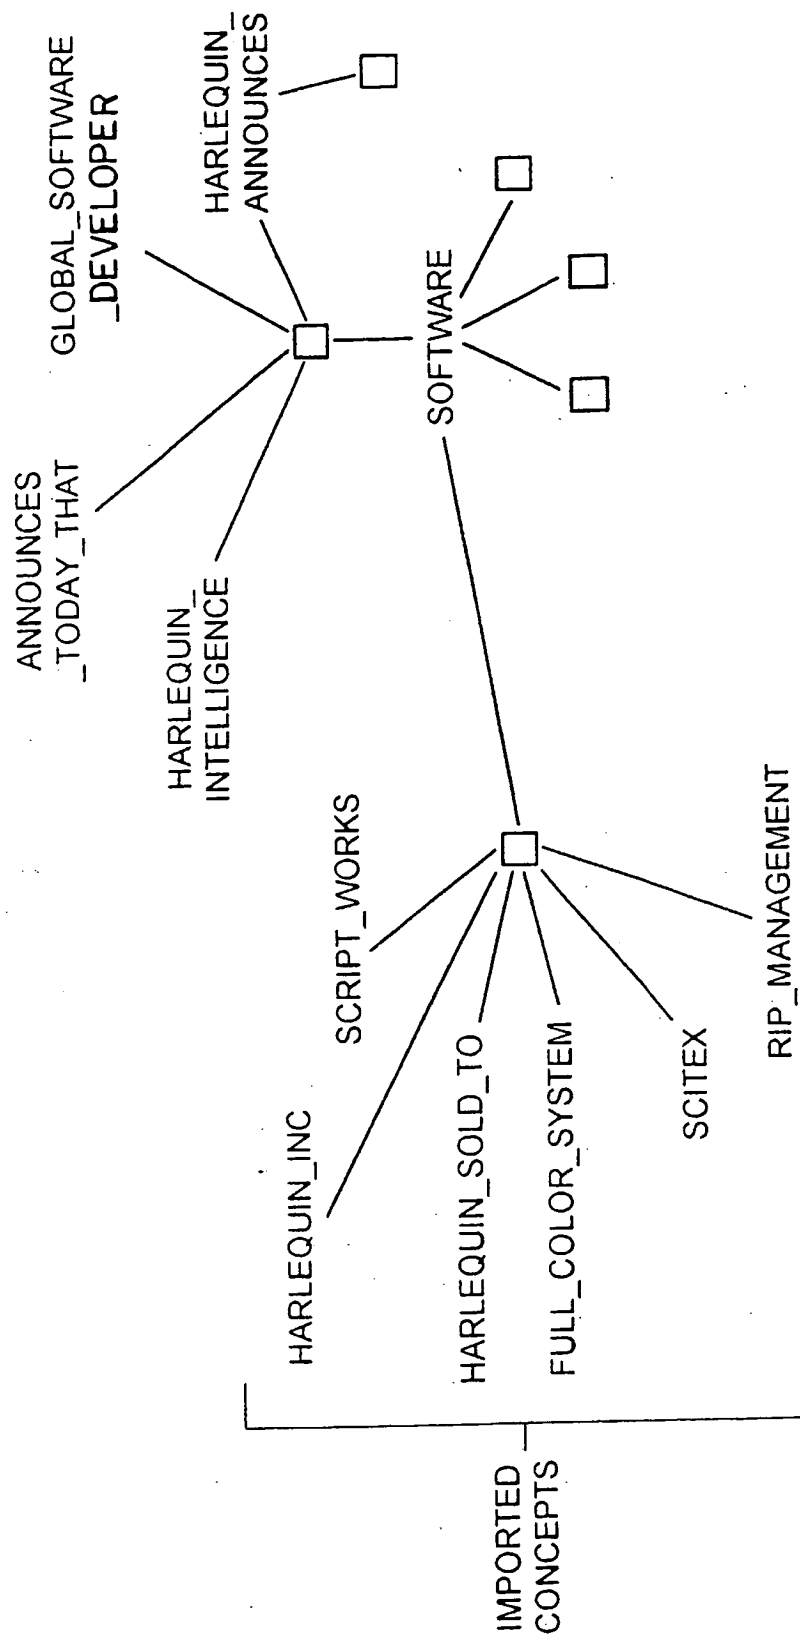 ANNOUNCES
_TODAY_THAT
GLOBAL_SOFTWARE
_DEVELOPER
HARLEQUIN_
INTELLIGENCE
HARLEQUIN_
ANNOUNCES
SCRIPT_WORKS
HARLEQUIN_INC
SOFTWARE
HARLEQUIN_SOLD_TO
FULL_COLOR_SYSTEM
SCITEX
RIP_MANAGEMENT
IMPORTED
CONCEPTS